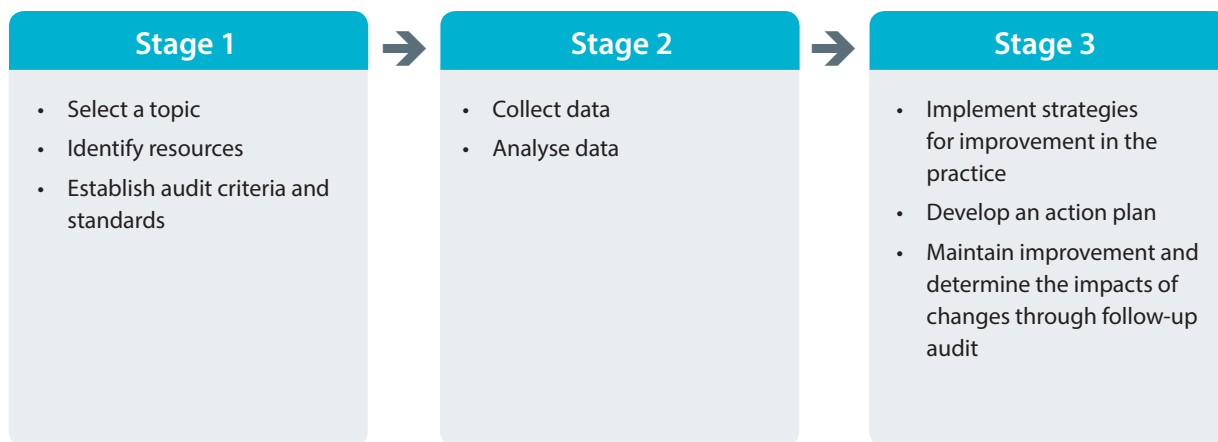 Stage 1
• Select a topic
• Identify resources
• Establish audit criteria and
standards
Stage 2
• Collect data
• Analyse data
Stage 3
• Implement strategies
for improvement in the
practice
• Develop an action plan
• Maintain improvement and
determine the impacts of
changes through follow-up
audit